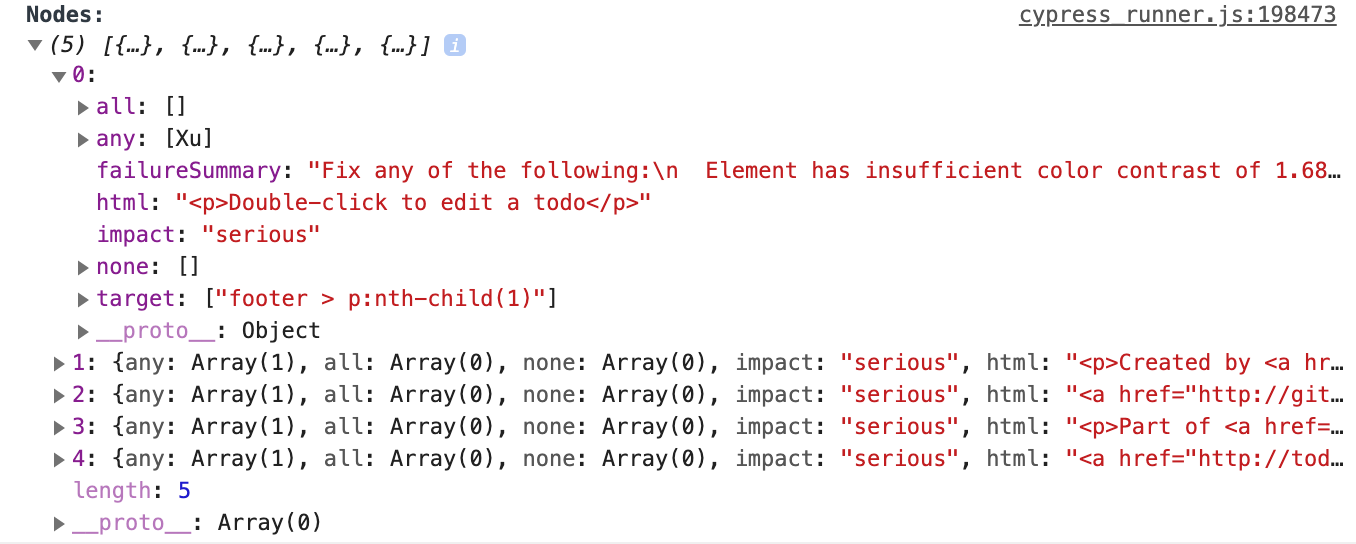 Nodes: cypress_runner.js:198473
▼(5) [{…}, {…}, {…}, {…}, {…}] i
▼0:
▶all: []
▶any: [Xu]
failureSummary: "Fix any of the following:\n  Element has insufficient color contrast of 1.68…
html: "<p>Double-click to edit a todo</p>"
impact: "serious"
▶none: []
▶target: ["footer > p:nth-child(1)"]
▶__proto__: Object
▶1: {any: Array(1), all: Array(0), none: Array(0), impact: "serious", html: "<p>Created by <a hr…
▶2: {any: Array(1), all: Array(0), none: Array(0), impact: "serious", html: "<a href="http://git…
▶3: {any: Array(1), all: Array(0), none: Array(0), impact: "serious", html: "<p>Part of <a href=…
▶4: {any: Array(1), all: Array(0), none: Array(0), impact: "serious", html: "<a href="http://tod…
length: 5
▶__proto__: Array(0)